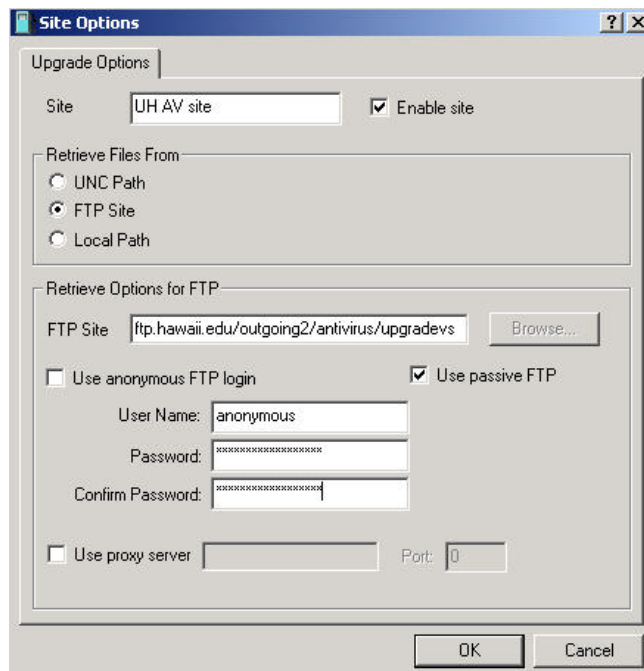 Site Options
Upgrade Options
Site UH AV site Enable site
Retrieve Files From
UNC Path
FTP Site
Local Path
Retrieve Options for FTP
FTP Site ftp.hawaii.edu/outgoing2/antivirus/upgradevs Browse...
Use anonymous FTP login Use passive FTP
User Name: anonymous
Password: ******************
Confirm Password: ******************
Use proxy server Port: 0
OK Cancel